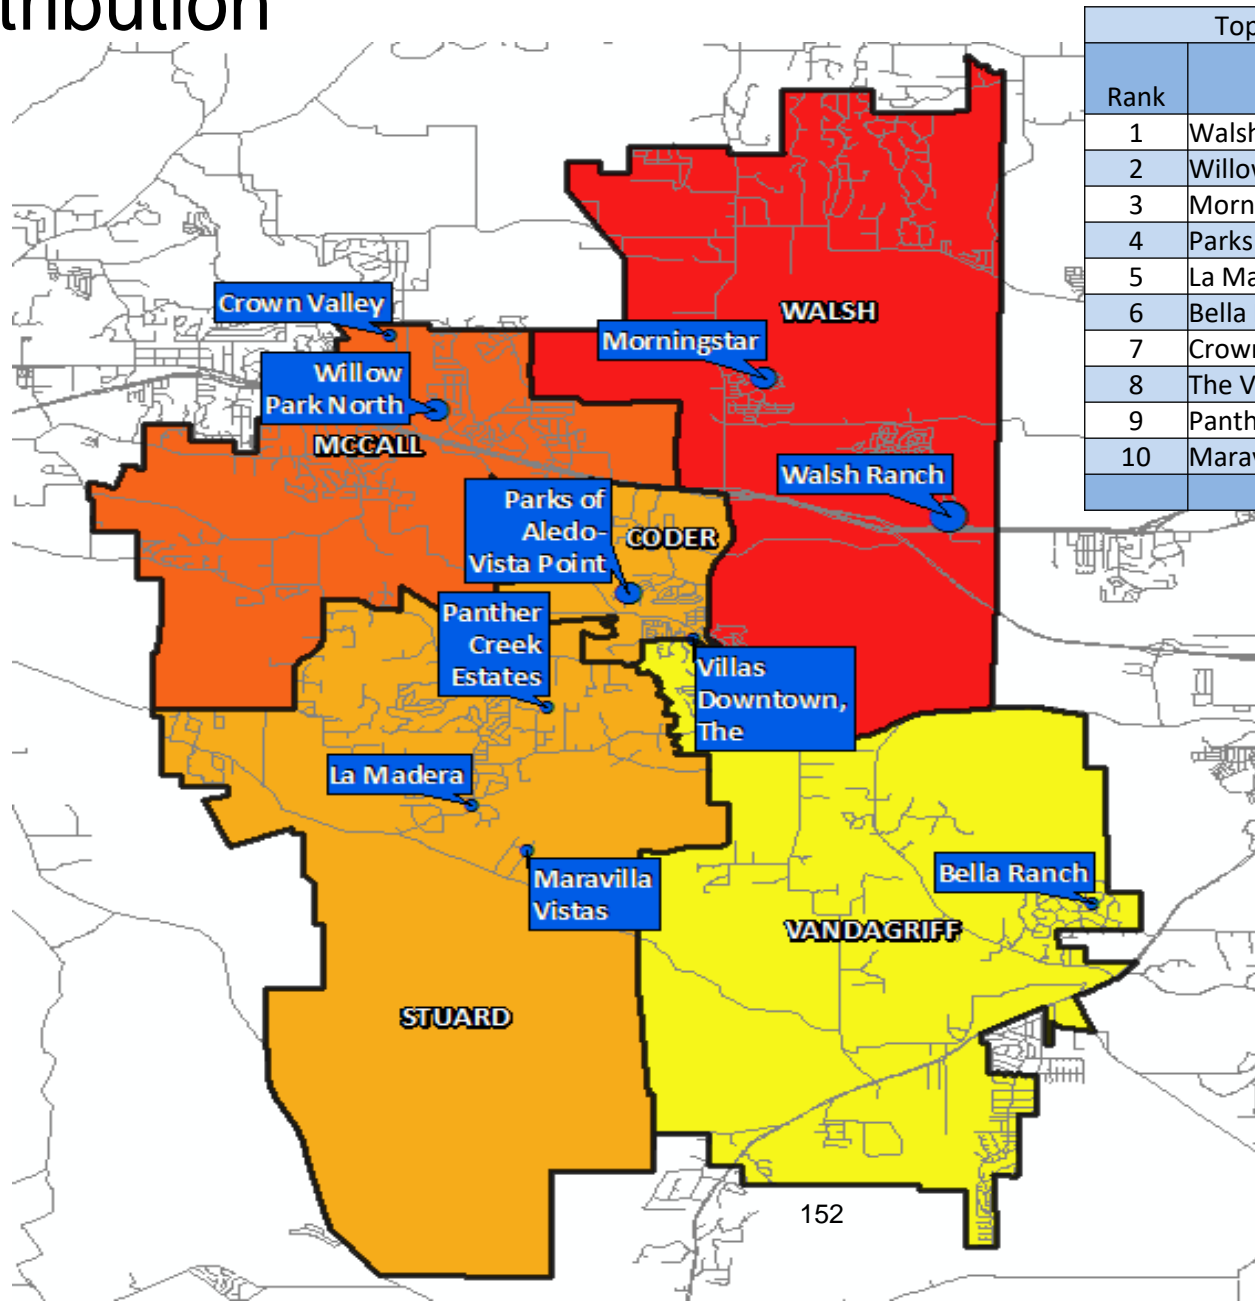 tribution
Top
Rank
1 Walsh
2 Willov
3 Morn
4 Parks
5 La Ma
6 Bella
7 Crown
8 The V
9 Panth
10 Marav
WALSH
Crown Valley
Morningstar
Willow
Park North
MCCALL
Walsh Ranch
Parks of
Aledo-
Vista Point
CODER
Panther
Creek
Estates
Villas
Downtown,
The
La Madera
Maravilla
Vistas
Bella Ranch
VANDAGRIFF
STUARD
152